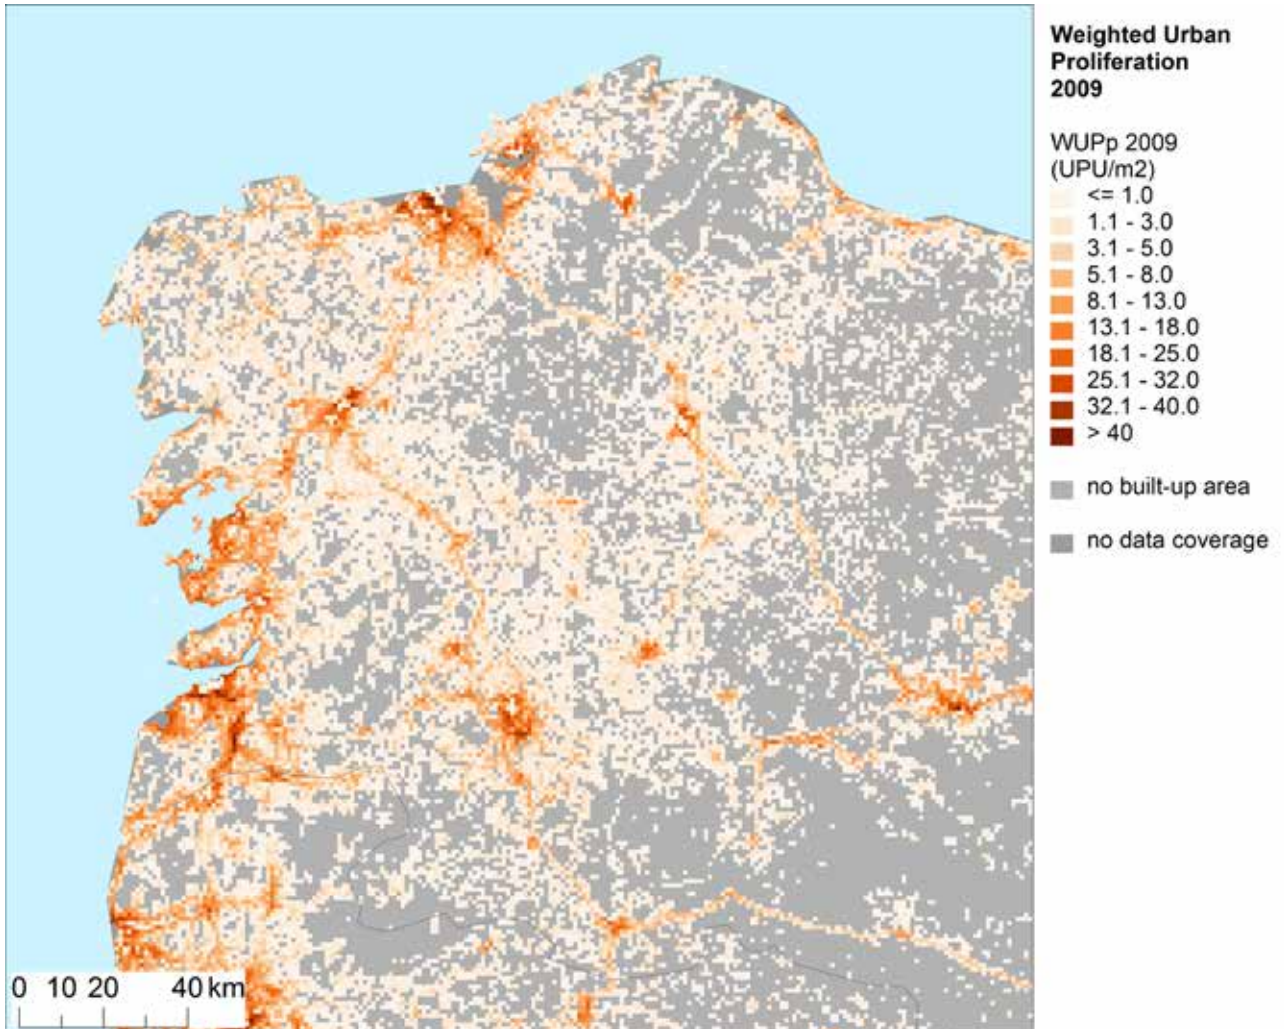 Weighted Urban
Proliferation
2009
WUPp 2009
(UPU/m2)
<= 1.0
1.1 - 3.0
3.1 - 5.0
5.1 - 8.0
8.1 - 13.0
13.1 - 18.0
18.1 - 25.0
25.1 - 32.0
32.1 - 40.0
> 40
no built-up area
no data coverage
0 10 20 40 km